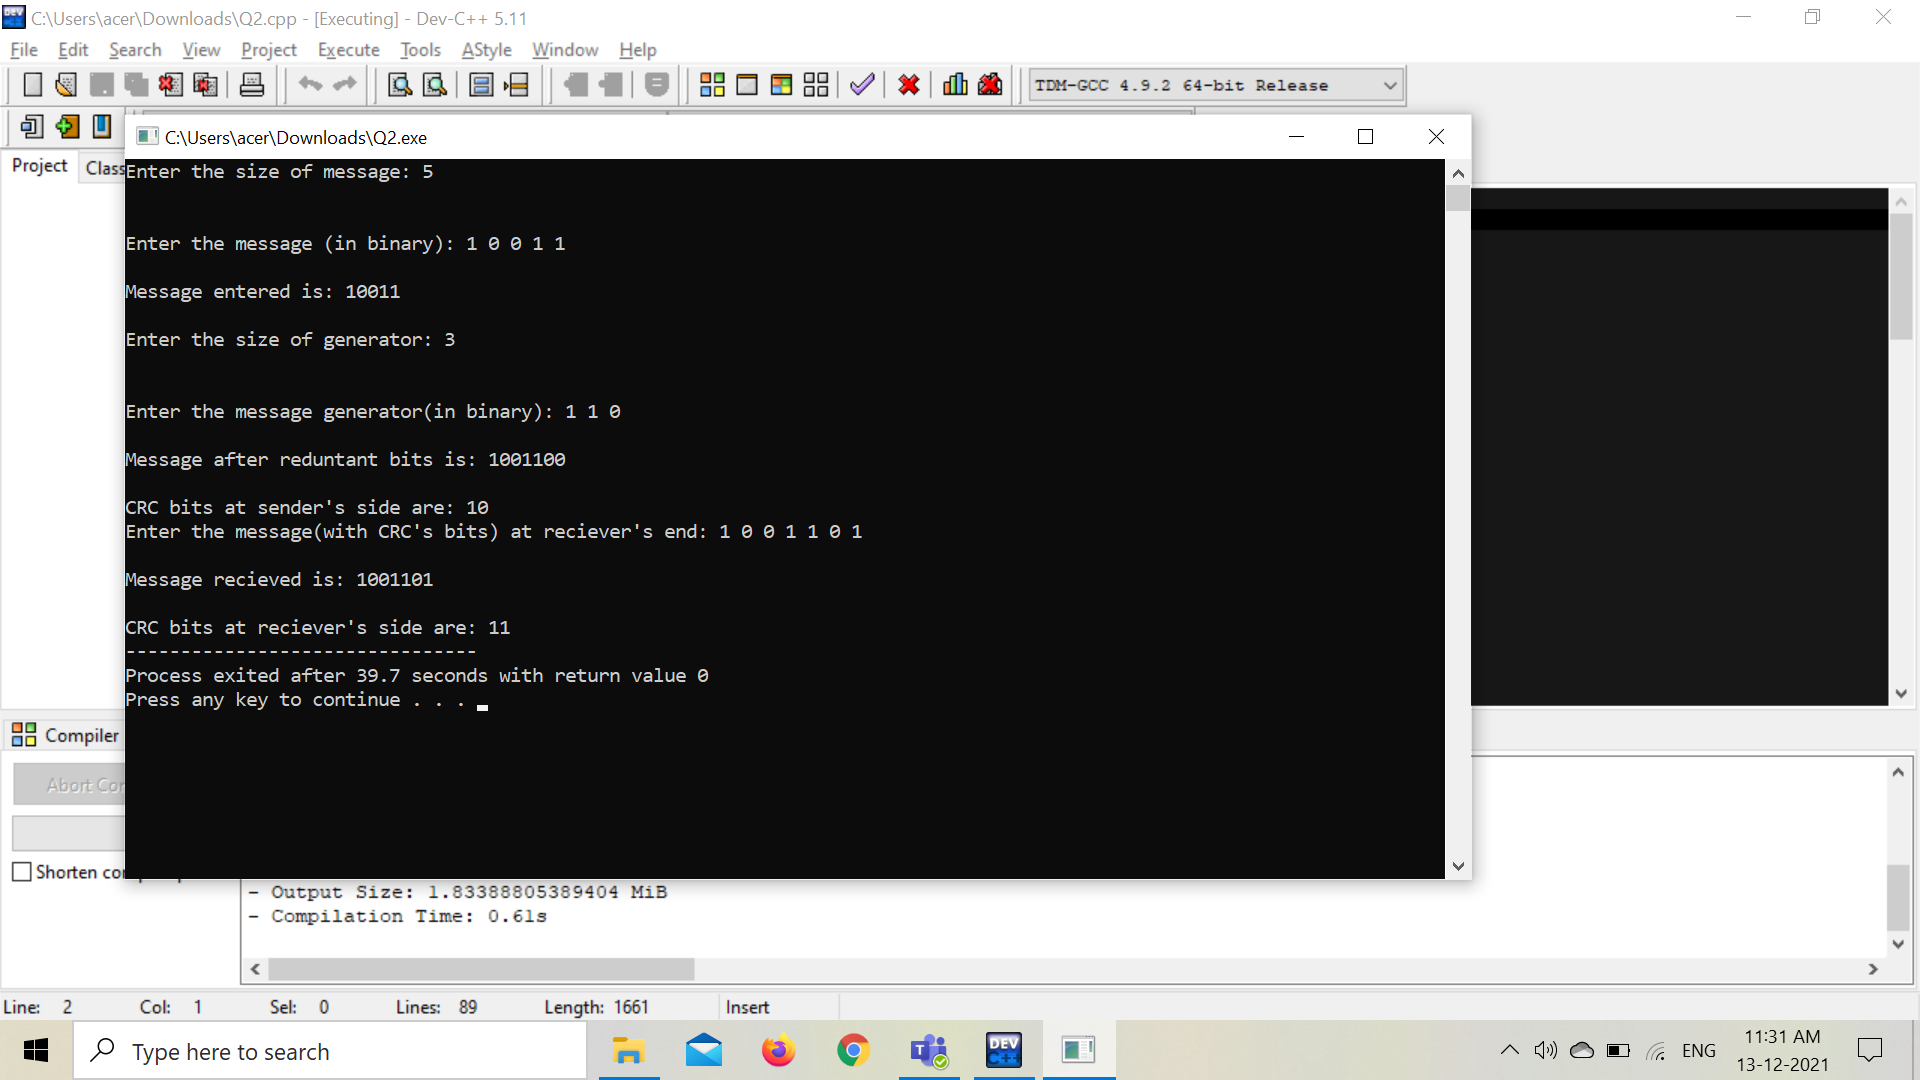 C:\Users\acer\Downloads\Q2.cpp - [Executing] - Dev-C++ 5.11
File Edit Search View Project Execute Tools AStyle Window Help
TDM-GCC 4.9.2 64-bit Release
C:\Users\acer\Downloads\Q2.exe
Project Class
Enter the size of message: 5
Enter the message (in binary): 1 0 0 1 1
Message entered is: 10011
Enter the size of generator: 3
Enter the message generator(in binary): 1 1 0
Message after reduntant bits is: 1001100
CRC bits at sender's side are: 10
Enter the message(with CRC's bits) at reciever's end: 1 0 0 1 1 0 1
Message recieved is: 1001101
CRC bits at reciever's side are: 11
--------------------------------
Process exited after 39.7 seconds with return value 0
Press any key to continue . . .
Compiler
Abort Co
Shorten co
- Output Size: 1.83388805389404 MiB
- Compilation Time: 0.61s
Line: 2 Col: 1 Sel: 0 Lines: 89 Length: 1661 Insert
Type here to search
DEV C++
ENG
11:31 AM
13-12-2021